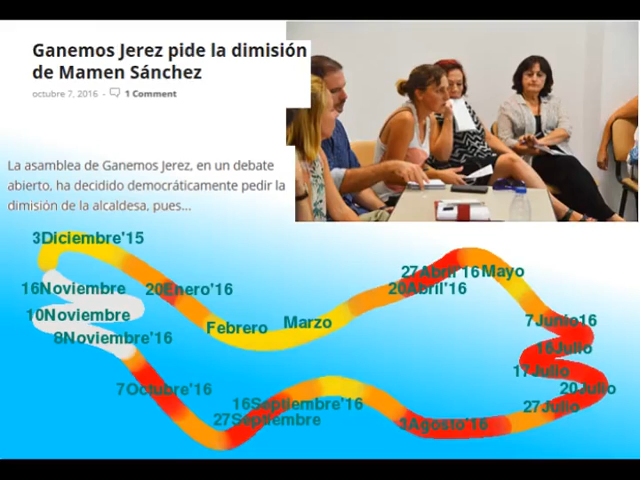 Ganemos Jerez pide la dimisión
de Mamen Sánchez
octubre 7, 2016 - 1 Comment
La asamblea de Ganemos Jerez, en un debate
abierto, ha decidido democráticamente pedir la
dimisión de la alcaldesa, pues...
3Diciembre'15
16Noviembre
10Noviembre
8Noviembre'16
20Enero'16
Febrero
Marzo
27Abril'16
20Abril'16
Mayo
7Junio16
16Julio
17Julio
20Julio
27Julio
3Agosto'16
16Septiembre'16
27Septiembre
7Octubre'16